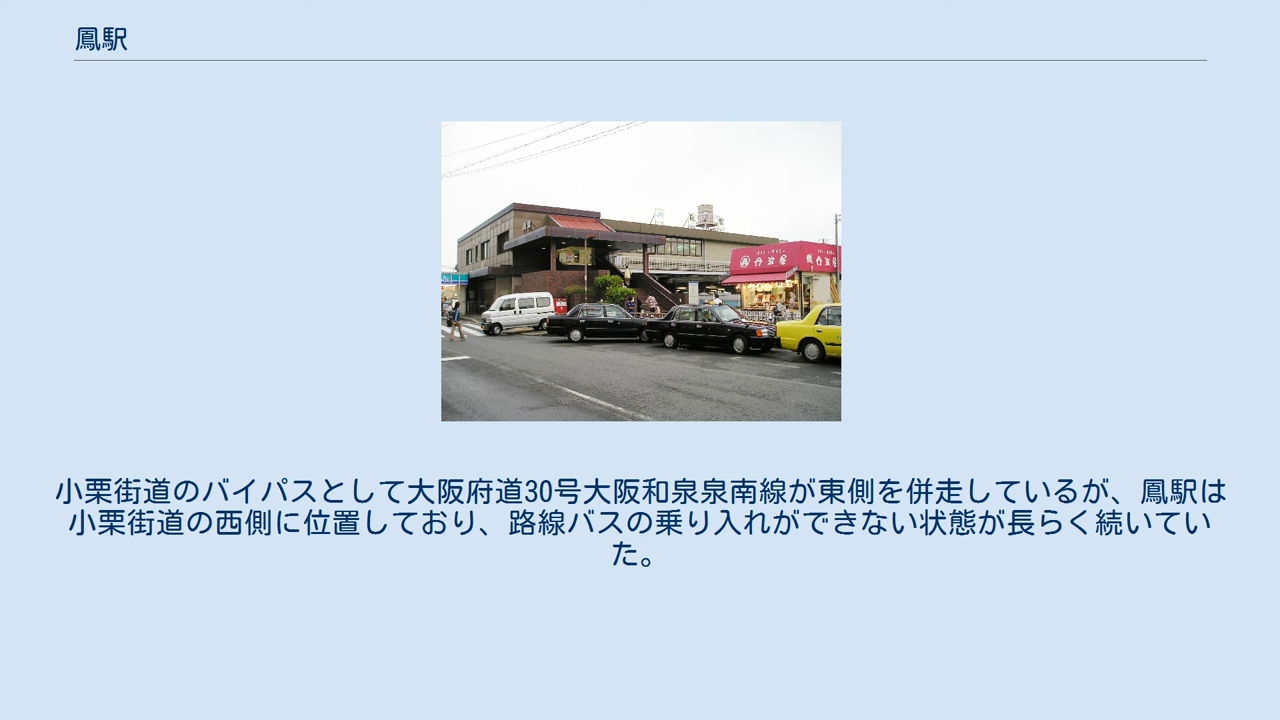 鳳駅
丹波屋
小栗街道のバイパスとして大阪府道30号大阪和泉泉南線が東側を併走しているが、鳳駅は
小栗街道の西側に位置しており、路線バスの乗り入れができない状態が長らく続いてい
た。